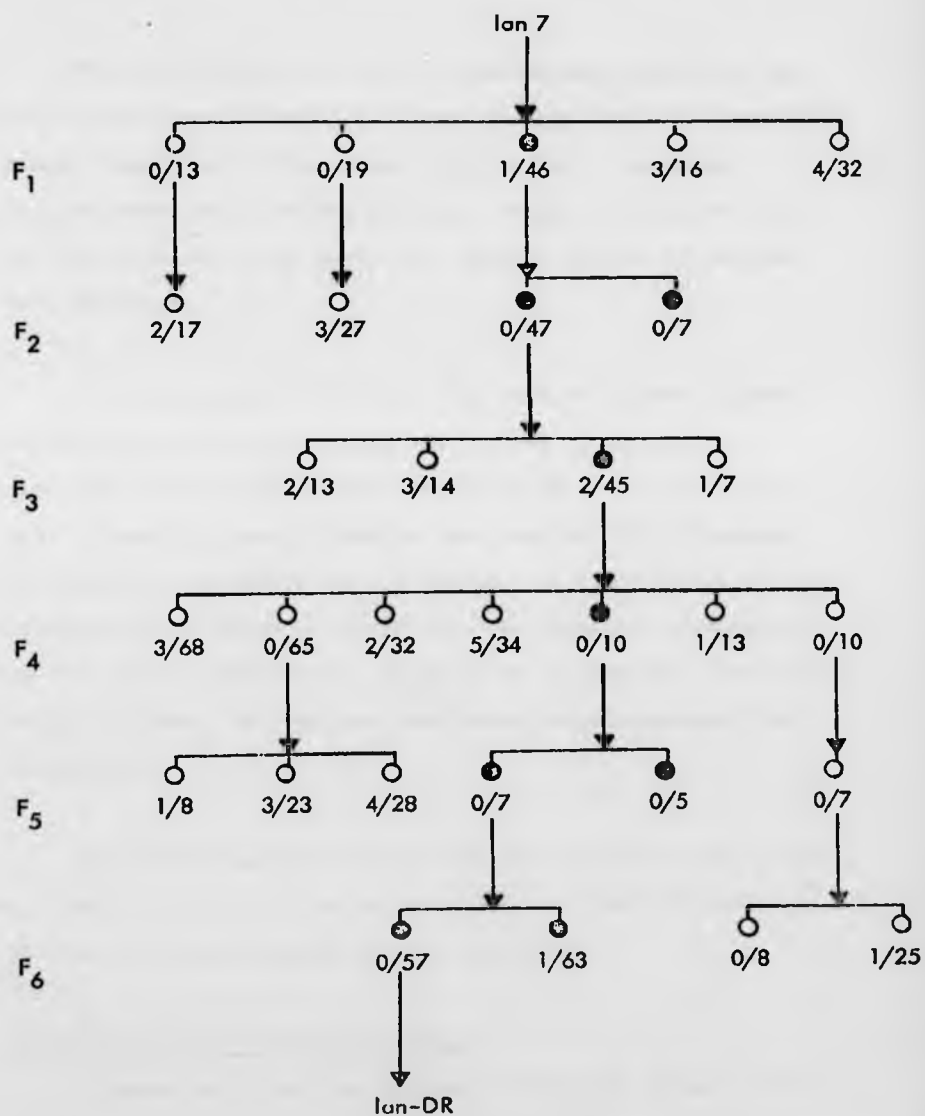 Ian 7
F1
0/13 0/19 1/46 3/16 4/32
F2
2/17 3/27 0/47 0/7
F3
2/13 3/14 2/45 1/7
F4
3/68 0/65 2/32 5/34 0/10 1/13 0/10
F5
1/8 3/23 4/28 0/7 0/5 0/7
F6
0/57 1/63 0/8 1/25
Ian-DR